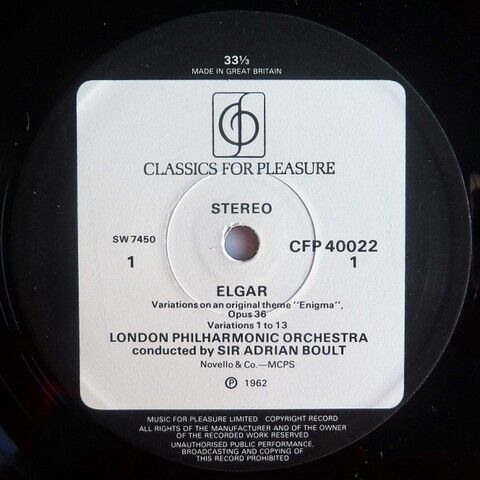 33⅓
MADE IN GREAT BRITAIN
CLASSICS FOR PLEASURE
STEREO
SW 7450
1
CFP 40022
1
ELGAR
Variations on an original theme "Enigma",
Opus 36
Variations 1 to 13
LONDON PHILHARMONIC ORCHESTRA
conducted by SIR ADRIAN BOULT
Novello & Co.—MCPS
Ⓟ 1962
MUSIC FOR PLEASURE LIMITED COPYRIGHT RECORD
ALL RIGHTS OF THE MANUFACTURER AND OF THE OWNER
OF THE RECORDED WORK RESERVED
UNAUTHORISED PUBLIC PERFORMANCE,
BROADCASTING AND COPYING OF
THIS RECORD PROHIBITED